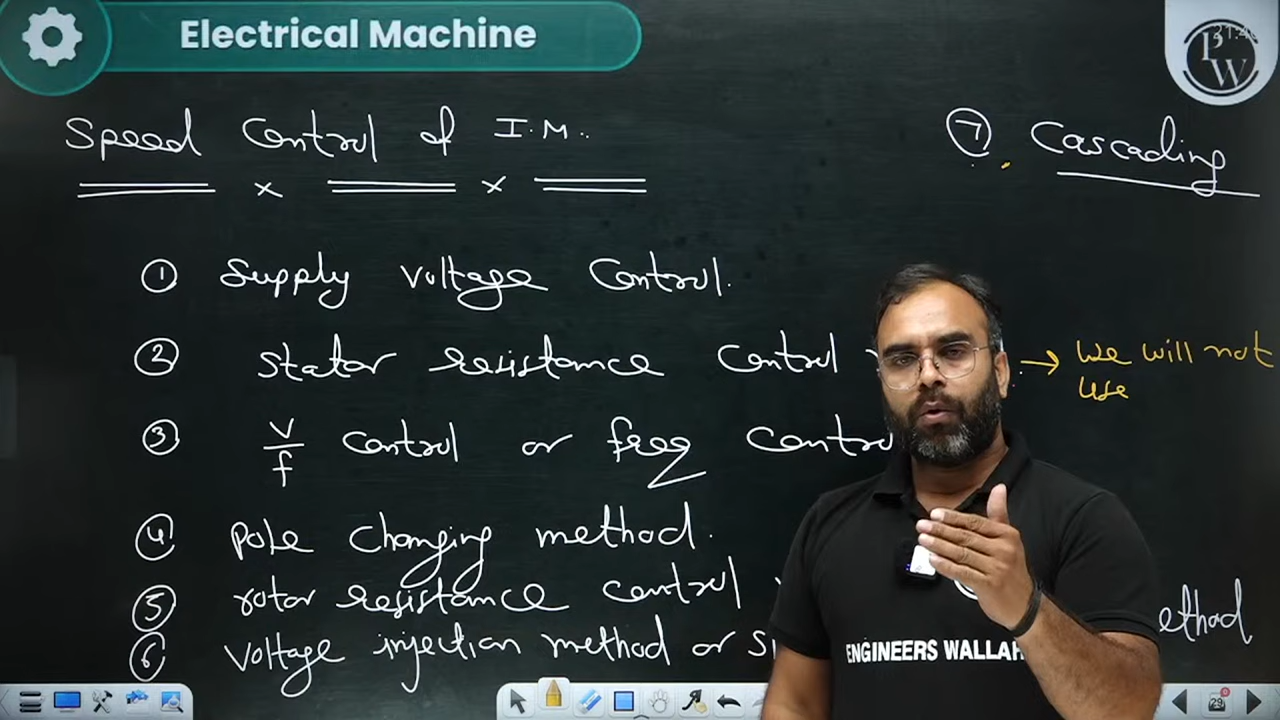 Electrical Machine
Speed Control of I.M.
⑦ Cascading
① Supply voltage Control.
② Stator resistance Control
→ We will not use
③ V/f Control or freq
④ Pole changing method.
⑤ rotor resistance control
⑥ Voltage injection method or
PW
ENGINEERS WALLAH